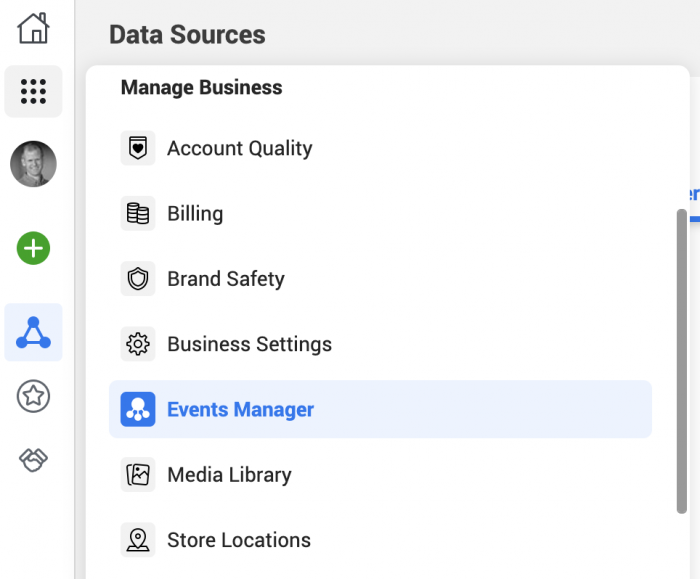 Data Sources
Manage Business
Account Quality
Billing
Brand Safety
Business Settings
Events Manager
Media Library
Store Locations